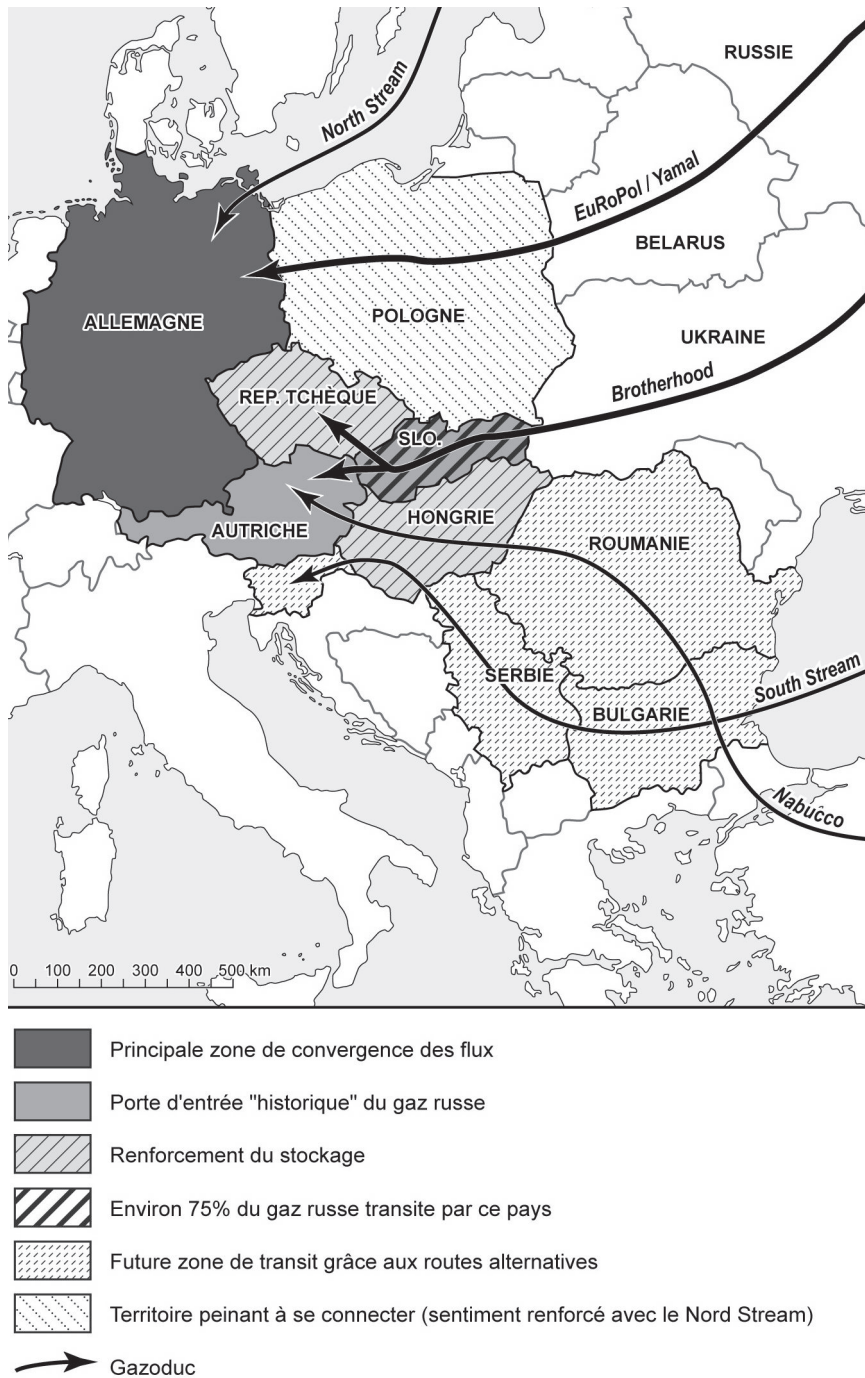 RUSSIE
North Stream
EuRoPol / Yamal
BELARUS
ALLEMAGNE
POLOGNE
UKRAINE
Brotherhood
REP. TCHÈQUE
SLO.
HONGRIE
AUTRICHE
ROUMANIE
SERBIE
South Stream
BULGARIE
Nabucco
0 100 200 300 400 500 km
Principale zone de convergence des flux
Porte d'entrée "historique" du gaz russe
Renforcement du stockage
Environ 75% du gaz russe transite par ce pays
Future zone de transit grâce aux routes alternatives
Territoire peinant à se connecter (sentiment renforcé avec le Nord Stream)
Gazoduc